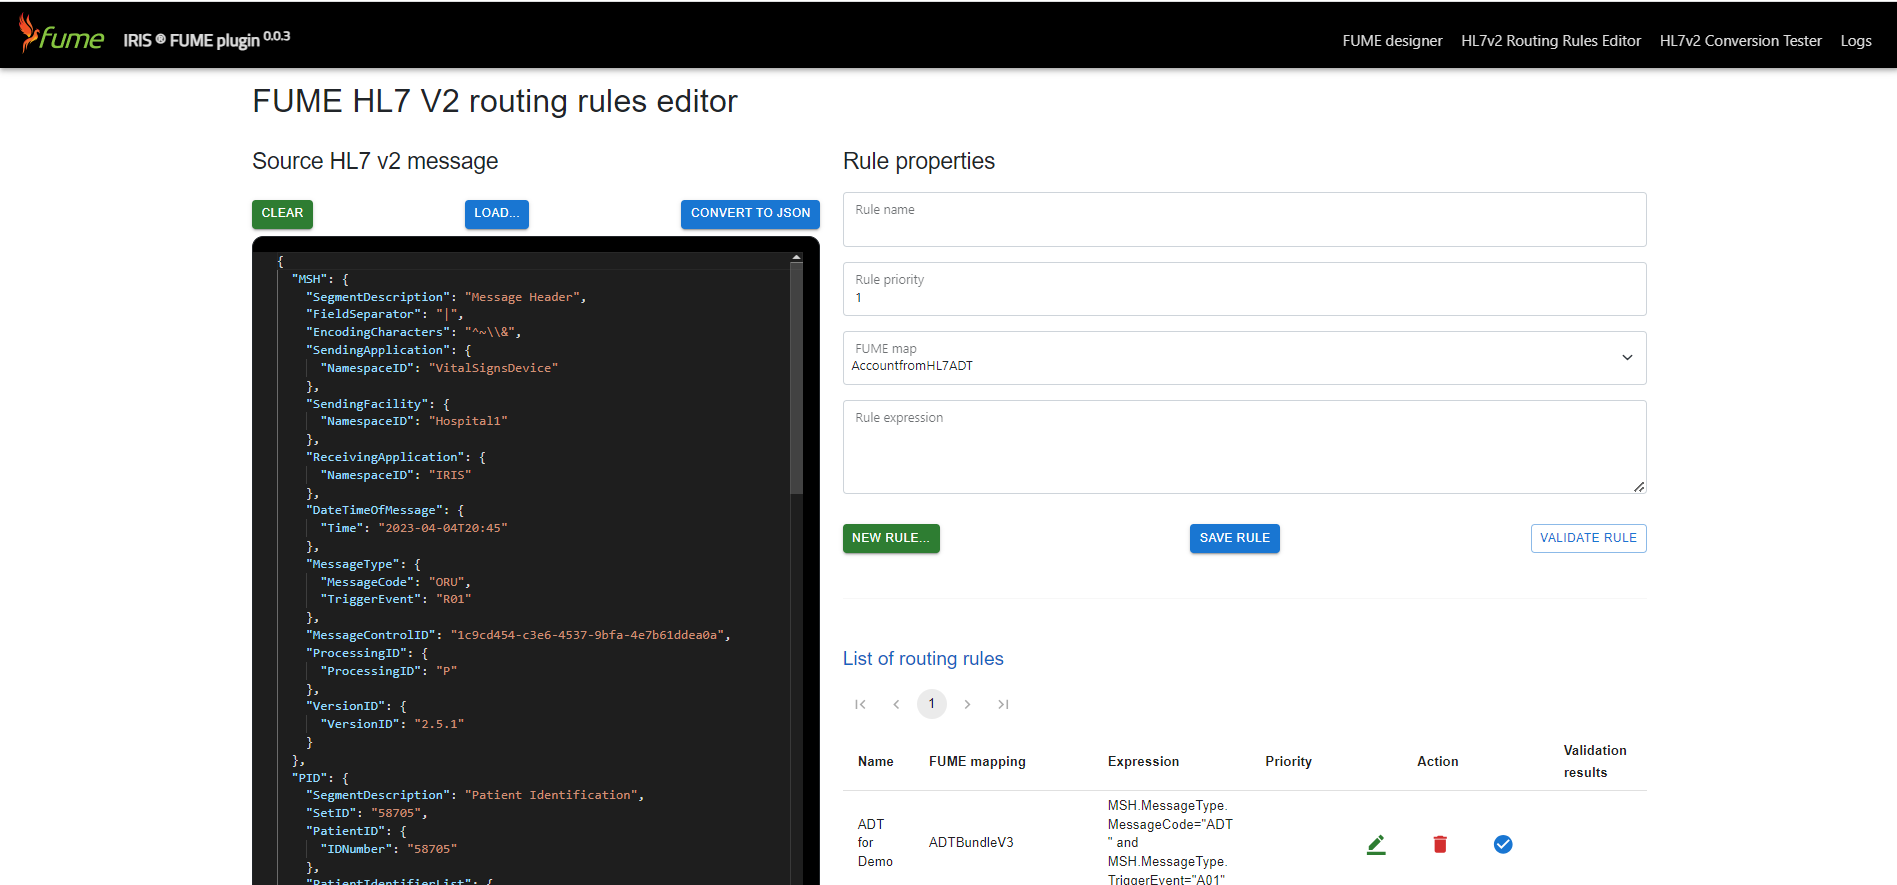 fume IRIS ® FUME plugin 0.0.3
FUME designer HL7v2 Routing Rules Editor HL7v2 Conversion Tester Logs
FUME HL7 V2 routing rules editor
Source HL7 v2 message
CLEAR LOAD... CONVERT TO JSON
{
"MSH": {
"SegmentDescription": "Message Header",
"FieldSeparator": "|",
"EncodingCharacters": "^~\\&",
"SendingApplication": {
"NamespaceID": "VitalSignsDevice"
},
"SendingFacility": {
"NamespaceID": "Hospital1"
},
"ReceivingApplication": {
"NamespaceID": "IRIS"
},
"DateTimeOfMessage": {
"Time": "2023-04-04T20:45"
},
"MessageType": {
"MessageCode": "ORU",
"TriggerEvent": "R01"
},
"MessageControlID": "1c9cd454-c3e6-4537-9bfa-4e7b61ddea0a",
"ProcessingID": {
"ProcessingID": "P"
},
"VersionID": {
"VersionID": "2.5.1"
}
},
"PID": {
"SegmentDescription": "Patient Identification",
"SetID": "58705",
"PatientID": {
"IDNumber": "58705"
},
"PatientIdentifierList": {
Rule properties
Rule name
Rule priority
1
FUME map
AccountfromHL7ADT
Rule expression
NEW RULE... SAVE RULE VALIDATE RULE
List of routing rules
1
Name FUME mapping Expression Priority Action Validation results
ADT
for
Demo
ADTBundleV3
MSH.MessageType.
MessageCode="ADT
" and
MSH.MessageType.
TriggerEvent="A01"